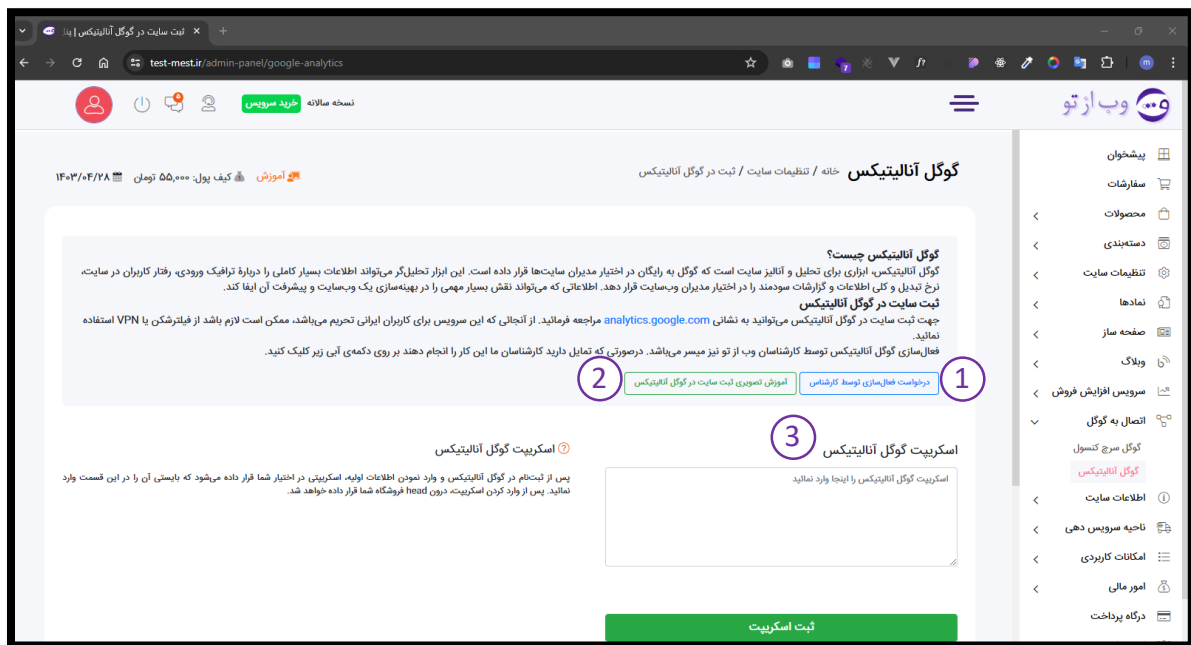 ثبت سایت در گوگل آنالیتیکس | پنل
test-mest.ir/admin-panel/google-analytics
وب از تو
نسخه سالانه خرید سرویس
پیشخوان
سفارشات
محصولات
دسته‌بندی
تنظیمات سایت
نمادها
صفحه ساز
وبلاگ
سرویس افزایش فروش
اتصال به گوگل
گوگل سرچ کنسول
گوگل آنالیتیکس
اطلاعات سایت
ناحیه سرویس دهی
امکانات کاربردی
امور مالی
درگاه پرداخت
گوگل آنالیتیکس خانه / تنظیمات سایت / ثبت در گوگل آنالیتیکس
آموزش کیف پول: ۵۵,۰۰۰ تومان ۱۴۰۳/۰۴/۲۸
گوگل آنالیتیکس چیست؟
گوگل آنالیتیکس، ابزاری برای تحلیل و آنالیز سایت است که گوگل به رایگان در اختیار مدیران سایت‌ها قرار داده است. این ابزار تحلیل‌گر می‌تواند اطلاعات بسیار کاملی را دربارهٔ ترافیک ورودی، رفتار کاربران در سایت،
نرخ تبدیل و کلی اطلاعات و گزارشات سودمند را در اختیار مدیران وب‌سایت قرار دهد. اطلاعاتی که می‌تواند نقش بسیار مهمی را در بهینه‌سازی یک وب‌سایت و پیشرفت آن ایفا کند.
ثبت سایت در گوگل آنالیتیکس
جهت ثبت سایت در گوگل آنالیتیکس می‌توانید به نشانی analytics.google.com مراجعه فرمائید. از آنجائی که این سرویس برای کاربران ایرانی تحریم می‌باشد، ممکن است لازم باشد از فیلترشکن یا VPN استفاده
نمائید.
فعال‌سازی گوگل آنالیتیکس توسط کارشناسان وب از تو نیز میسر می‌باشد. درصورتی که تمایل دارید کارشناسان ما این کار را انجام دهند بر روی دکمه‌ی آبی زیر کلیک کنید.
1 درخواست فعال‌سازی توسط کارشناس آموزش تصویری ثبت سایت در گوگل آنالیتیکس 2
اسکریپت گوگل آنالیتیکس 3
اسکریپت گوگل آنالیتیکس را اینجا وارد نمائید
اسکریپت گوگل آنالیتیکس
پس از ثبت‌نام در گوگل آنالیتیکس و وارد نمودن اطلاعات اولیه، اسکریپتی در اختیار شما قرار داده می‌شود که بایستی آن را در این قسمت وارد
نمائید. پس از وارد کردن اسکریپت، درون head فروشگاه شما قرار داده خواهد شد.
ثبت اسکریپت